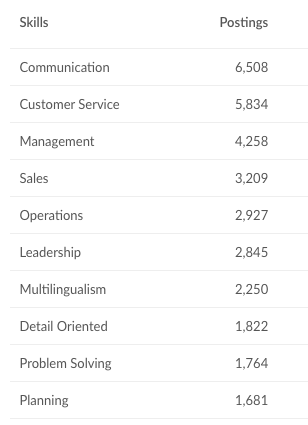 Skills Postings
Communication 6,508
Customer Service 5,834
Management 4,258
Sales 3,209
Operations 2,927
Leadership 2,845
Multilingualism 2,250
Detail Oriented 1,822
Problem Solving 1,764
Planning 1,681